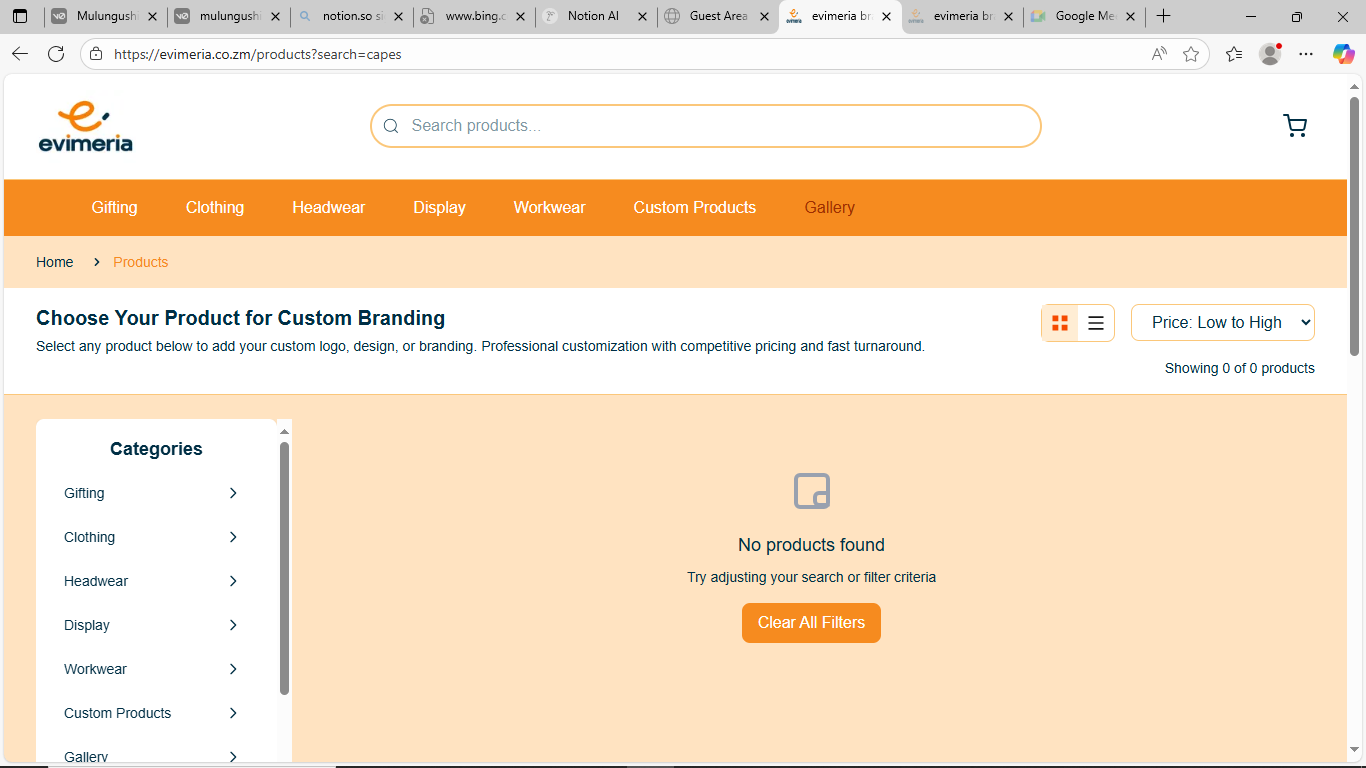 Mulungushi
mulungushi
notion.so si
www.bing.c
Notion AI
Guest Area
evimeria br
evimeria br
Google Me
https://evimeria.co.zm/products?search=capes
evimeria
Search products...
Gifting
Clothing
Headwear
Display
Workwear
Custom Products
Gallery
Home
Products
Choose Your Product for Custom Branding
Select any product below to add your custom logo, design, or branding. Professional customization with competitive pricing and fast turnaround.
Price: Low to High
Showing 0 of 0 products
Categories
Gifting
Clothing
Headwear
Display
Workwear
Custom Products
Gallery
No products found
Try adjusting your search or filter criteria
Clear All Filters